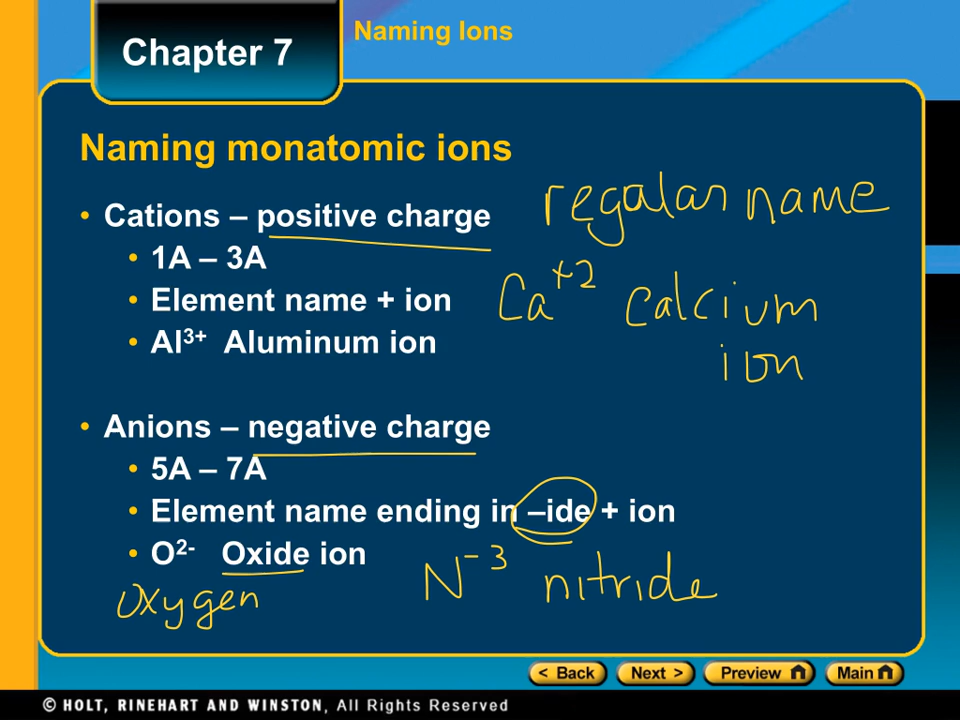 Chapter 7
Naming Ions
Naming monatomic ions
• Cations – positive charge
regular name
• 1A – 3A
• Element name + ion
Ca+2 calcium
ion
• Al3+ Aluminum ion
• Anions – negative charge
• 5A – 7A
• Element name ending in –ide + ion
• O2- Oxide ion
N-3 nitride
oxygen
< Back
Next >
Preview
Main
© HOLT, RINEHART AND WINSTON, All Rights Reserved